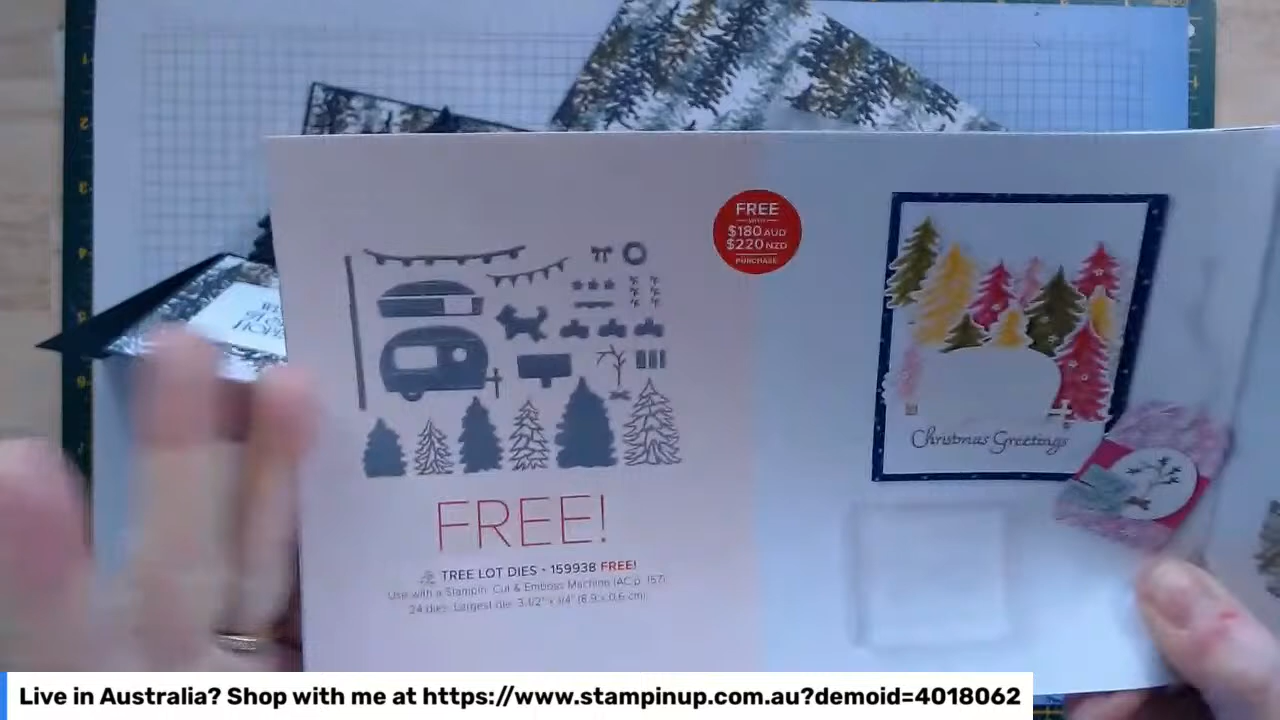 FREE
WITH
$180 AUD
$220 NZD
PURCHASE
Christmas Greetings
FREE!
TREE LOT DIES • 159938 FREE!
Use with a Stampin' Cut & Emboss Machine (AC p. 157)
24 dies. Largest die: 3-1/2" x 1/4" (8.9 x 0.6 cm).
Live in Australia? Shop with me at https://www.stampinup.com.au?demoid=4018062